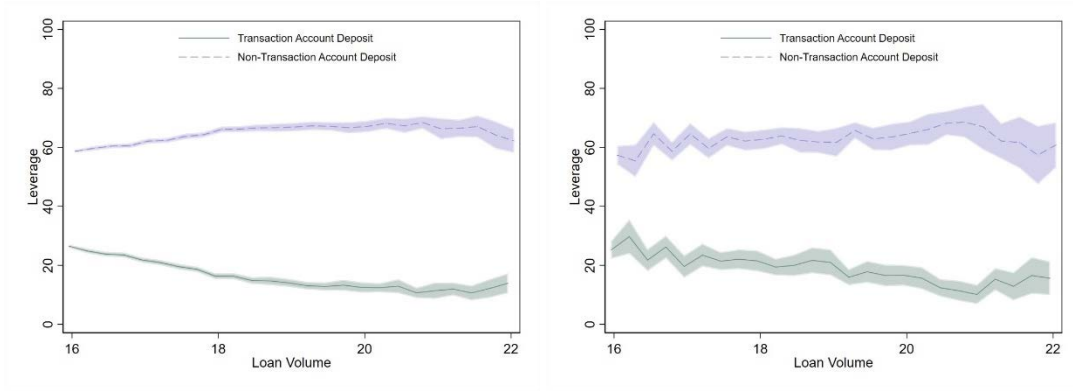 Transaction Account Deposit
Non-Transaction Account Deposit
Leverage
100
80
60
40
20
0
16
18
20
22
Loan Volume
Transaction Account Deposit
Non-Transaction Account Deposit
Leverage
100
80
60
40
20
0
16
18
20
22
Loan Volume